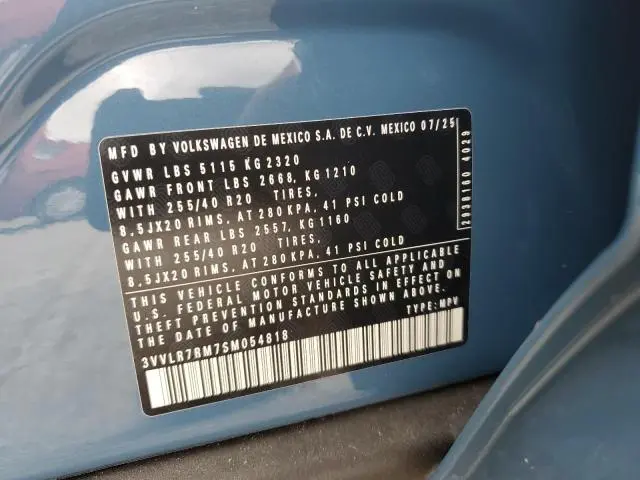 MFD BY VOLKSWAGEN DE MEXICO S.A. DE C.V. MEXICO 07/25
GVWR LBS 5115 KG 2320
GAWR FRONT LBS 2668, KG 1210
WITH 255/40 R20 TIRES,
8.5JX20 RIMS, AT 280 KPA, 41 PSI COLD
GAWR REAR LBS 2557, KG 1160
WITH 255/40 R20 TIRES,
8.5JX20 RIMS, AT 280 KPA, 41 PSI COLD
THIS VEHICLE CONFORMS TO ALL APPLICABLE
U.S. FEDERAL MOTOR VEHICLE SAFETY AND
THEFT PREVENTION STANDARDS IN EFFECT ON
THE DATE OF MANUFACTURE SHOWN ABOVE.
TYPE: MPV
3VVLR7RM7SM054818
2998160 4029